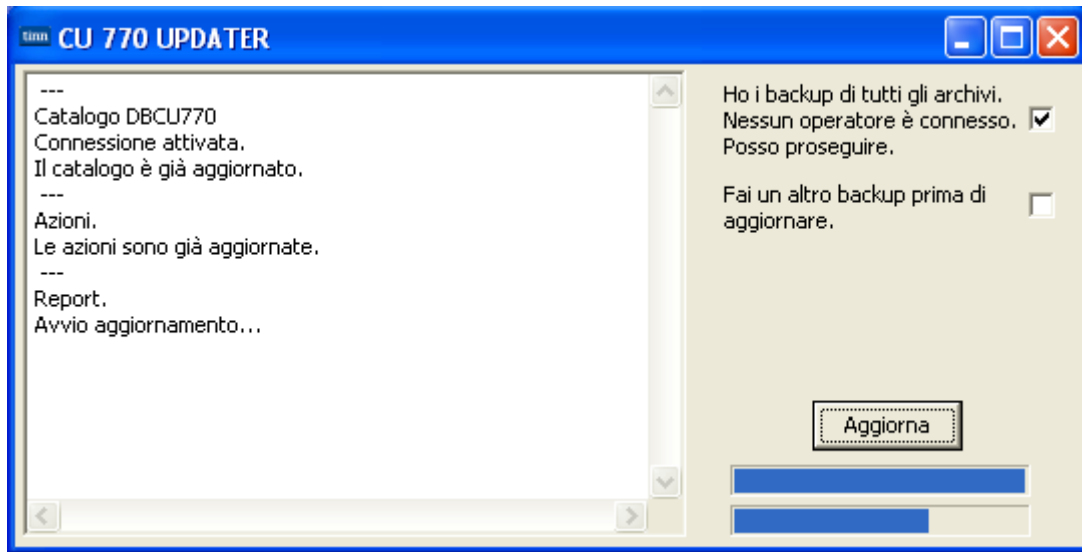 tinn CU 770 UPDATER
---
Catalogo DBCU770
Connessione attivata.
Il catalogo è già aggiornato.
---
Azioni.
Le azioni sono già aggiornate.
---
Report.
Avvio aggiornamento...
Ho i backup di tutti gli archivi.
Nessun operatore è connesso.
Posso proseguire.
Fai un altro backup prima di
aggiornare.
Aggiorna